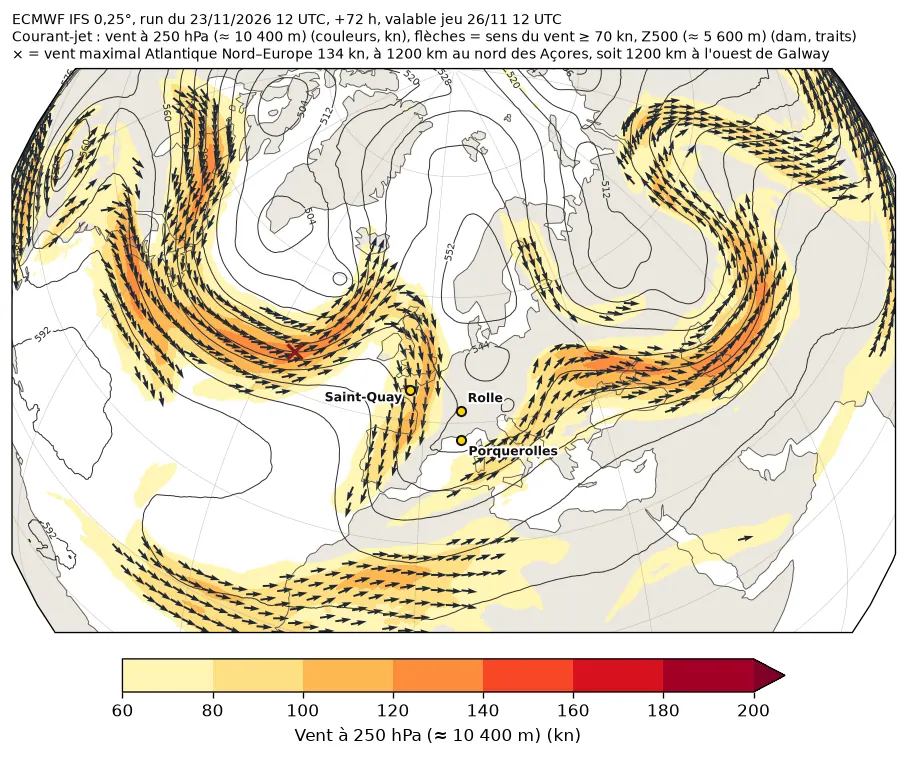 ECMWF IFS 0,25°, run du 23/11/2026 12 UTC, +72 h, valable jeu 26/11 12 UTC
Courant-jet : vent à 250 hPa (≈ 10 400 m) (couleurs, kn), flèches = sens du vent ≥ 70 kn, Z500 (≈ 5 600 m) (dam, traits)
× = vent maximal Atlantique Nord–Europe 134 kn, à 1200 km au nord des Açores, soit 1200 km à l'ouest de Galway
520
528
520
560
504
512
560
512
504
552
592
544
Saint-Quay
Rolle
Porquerolles
592
60 80 100 120 140 160 180 200
Vent à 250 hPa (≈ 10 400 m) (kn)